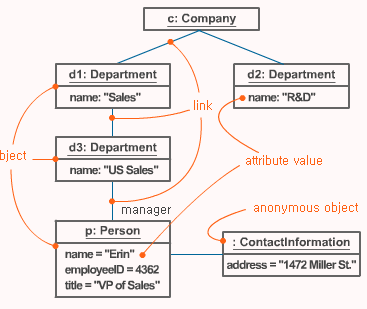 c: Company
d1: Department
name: "Sales"
d2: Department
name: "R&D"
link
d3: Department
name: "US Sales"
bject
attribute value
manager
anonymous object
p: Person
name = "Erin"
employeeID = 4362
title = "VP of Sales"
: ContactInformation
address = "1472 Miller St."